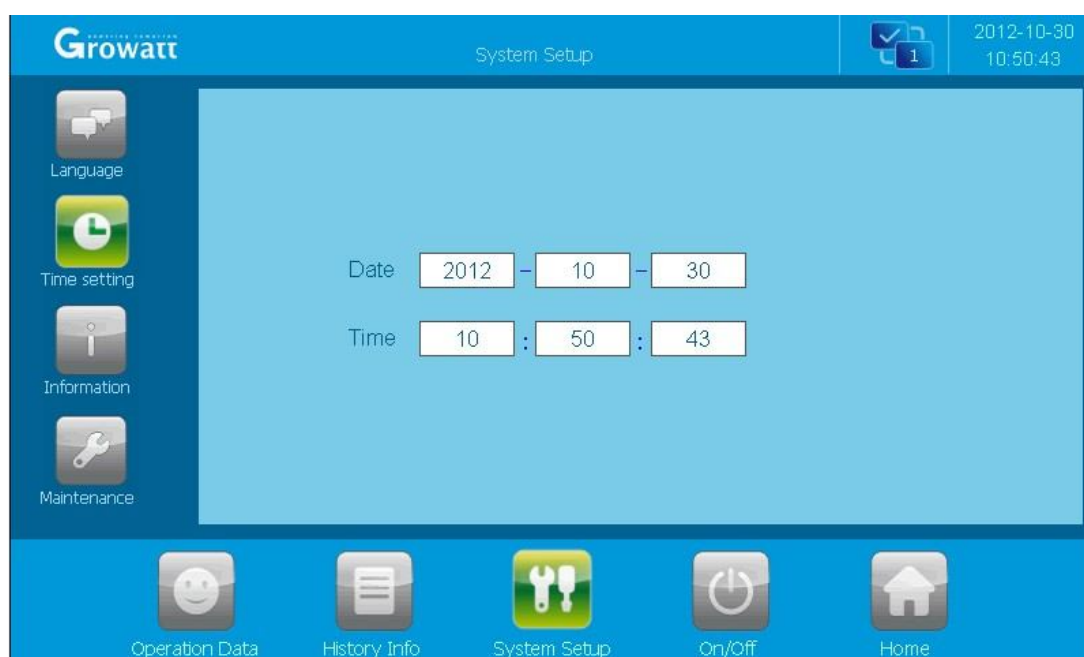 Growatt
System Setup
1
2012-10-30
10:50:43
Language
Time setting
Information
Maintenance
Date 2012 - 10 - 30
Time 10 : 50 : 43
Operation Data
History Info
System Setup
On/Off
Home